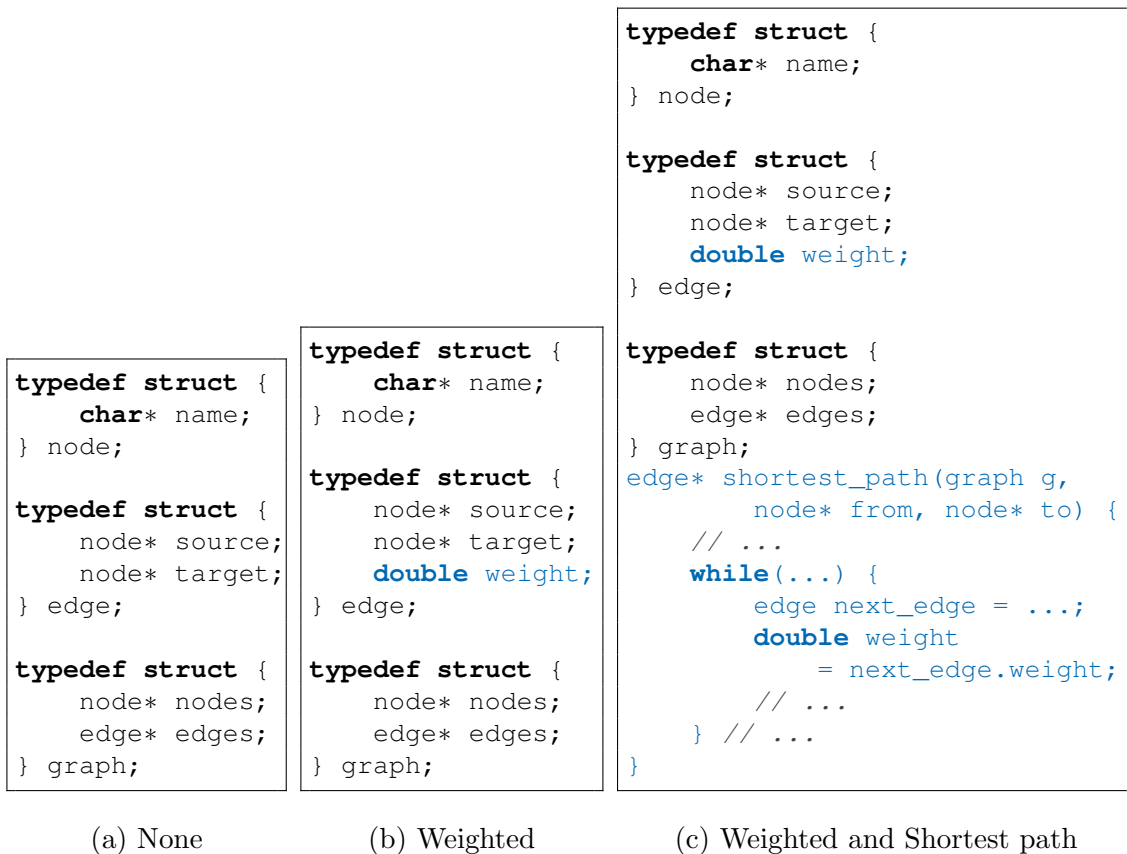 typedef struct {
    char* name;
} node;

typedef struct {
    node* source;
    node* target;
} edge;

typedef struct {
    node* nodes;
    edge* edges;
} graph;
(a) None
typedef struct {
    char* name;
} node;

typedef struct {
    node* source;
    node* target;
    double weight;
} edge;

typedef struct {
    node* nodes;
    edge* edges;
} graph;
(b) Weighted
typedef struct {
    char* name;
} node;

typedef struct {
    node* source;
    node* target;
    double weight;
} edge;

typedef struct {
    node* nodes;
    edge* edges;
} graph;
edge* shortest_path(graph g,
        node* from, node* to) {
    // ...
    while(...) {
        edge next_edge = ...;
        double weight
            = next_edge.weight;
        // ...
    } // ...
}
(c) Weighted and Shortest path